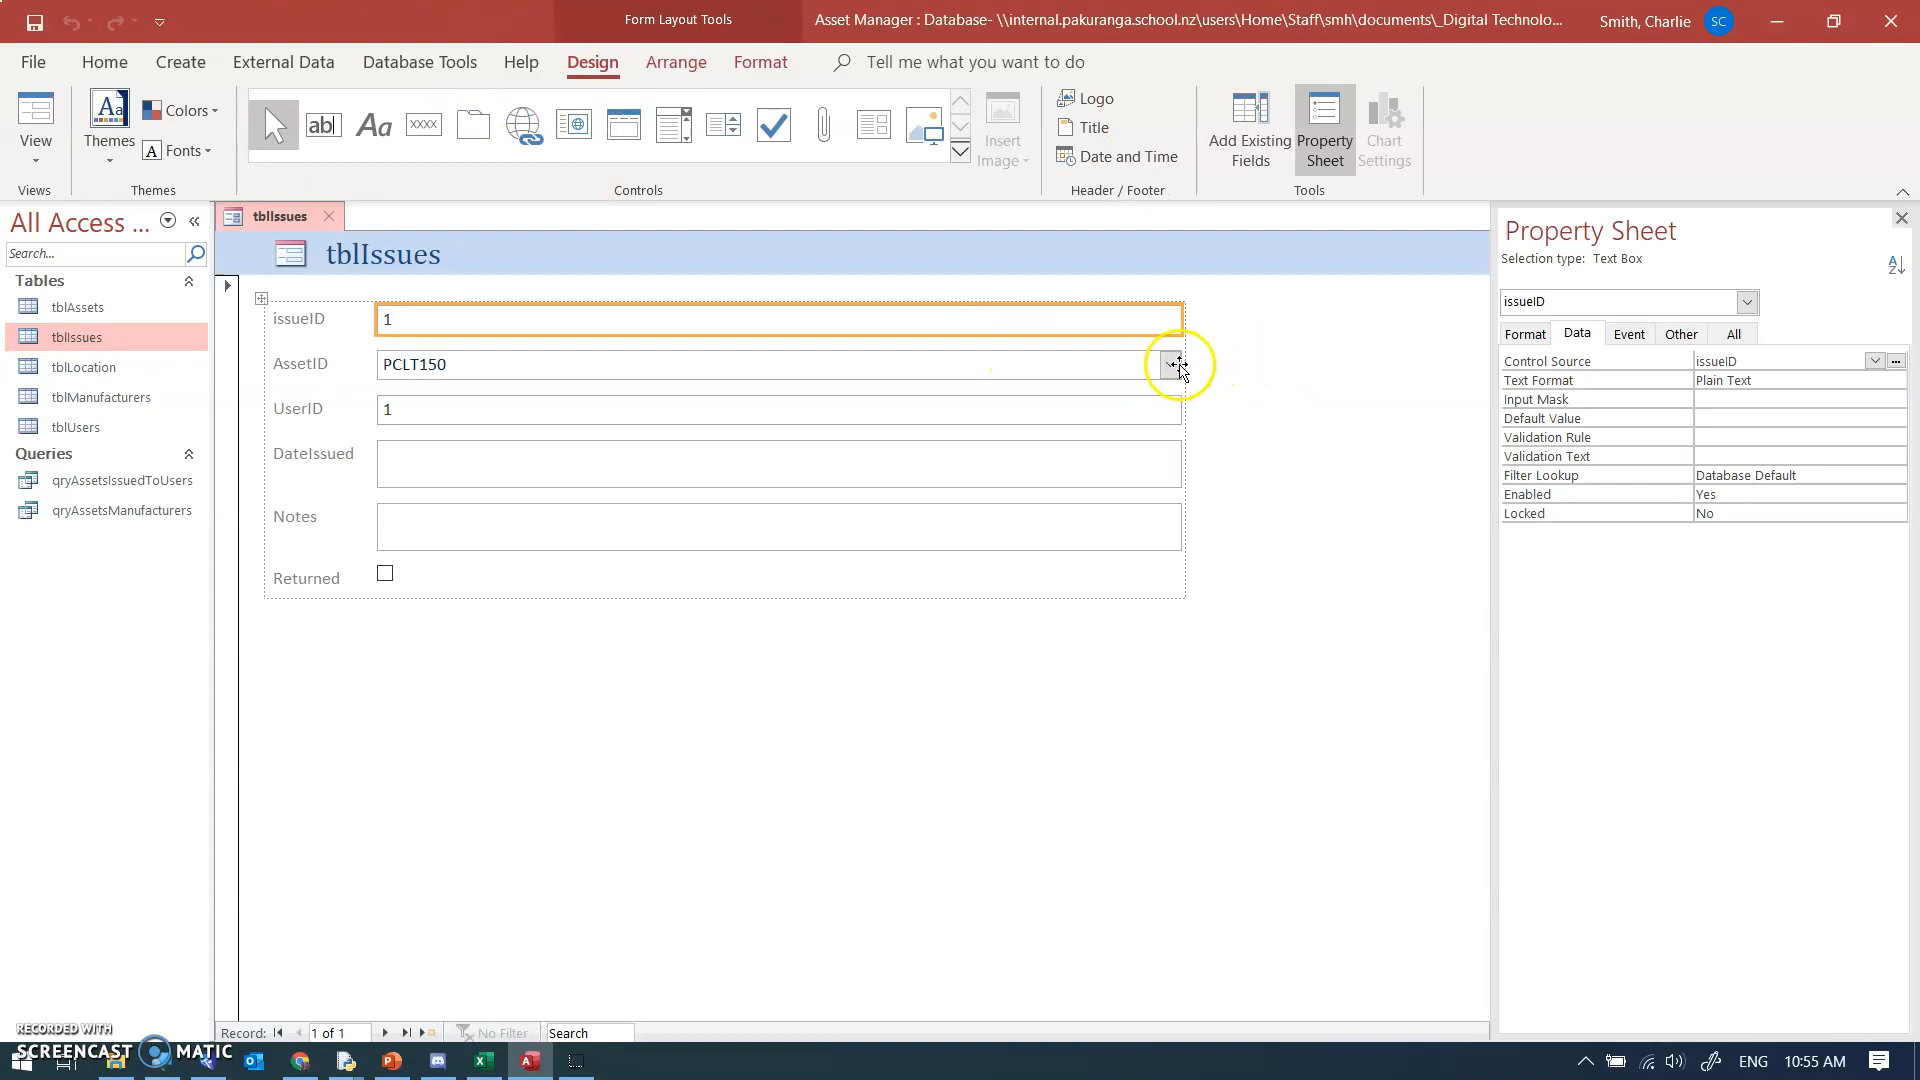 Form Layout Tools
Asset Manager : Database- \\internal.pakuranga.school.nz\users\Home\Staff\smh\documents\_Digital Technolo...
Smith, Charlie
SC
File
Home
Create
External Data
Database Tools
Help
Design
Arrange
Format
Tell me what you want to do
View
Aa
Themes
Colors
A Fonts
ab|
Aa
XXXX
Insert
Image
Logo
Title
Date and Time
Add Existing
Fields
Property
Sheet
Chart
Settings
Views
Themes
Controls
Header / Footer
Tools
All Access ...
Search...
Tables
tblAssets
tblIssues
tblLocation
tblManufacturers
tblUsers
Queries
qryAssetsIssuedToUsers
qryAssetsManufacturers
tblIssues
tblIssues
issueID
1
AssetID
PCLT150
UserID
1
DateIssued
Notes
Returned
Record:
1 of 1
No Filter
Search
Property Sheet
Selection type: Text Box
issueID
Format
Data
Event
Other
All
Control Source
issueID
Text Format
Plain Text
Input Mask
Default Value
Validation Rule
Validation Text
Filter Lookup
Database Default
Enabled
Yes
Locked
No
RECORDED WITH
SCREENCAST MATIC
ENG
10:55 AM